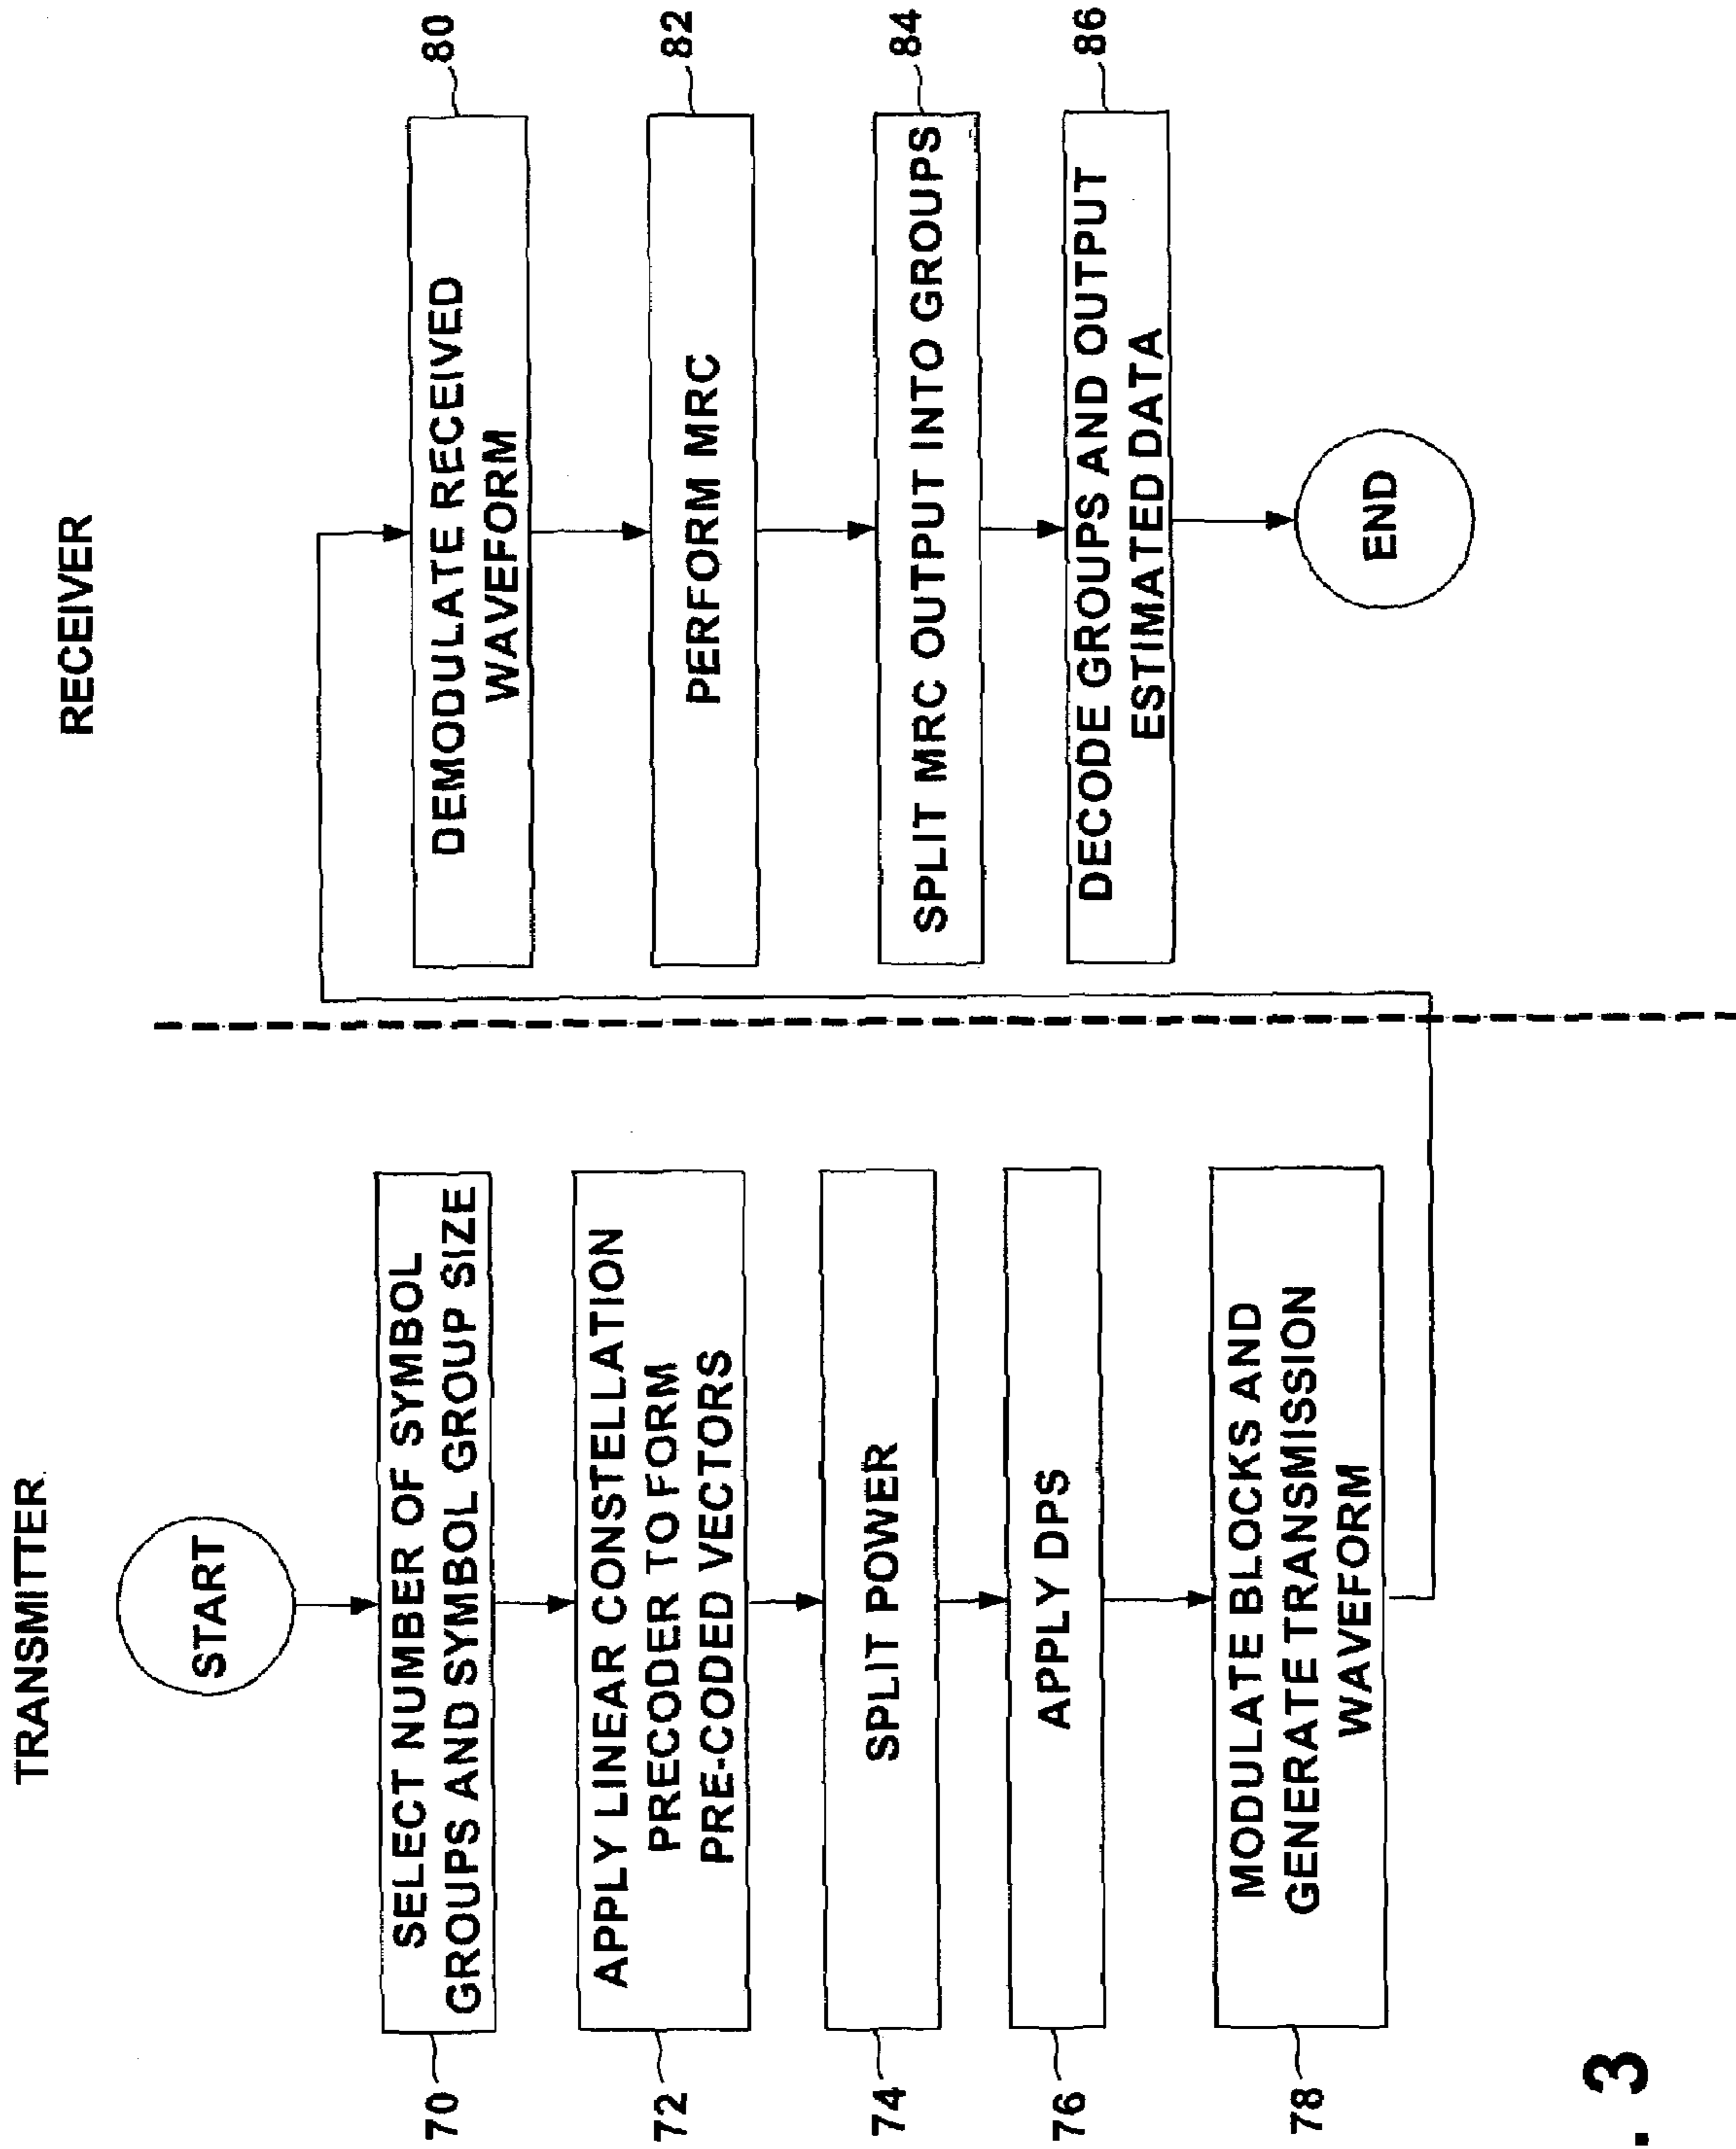 TRANSMITTER
START
SELECT NUMBER OF SYMBOL
GROUPS AND SYMBOL GROUP SIZE
70
APPLY LINEAR CONSTELLATION
PRECODER TO FORM
PRE-CODED VECTORS
72
SPLIT POWER
74
APPLY DPS
76
MODULATE BLOCKS AND
GENERATE TRANSMISSION
WAVEFORM
78
RECEIVER
DEMODULATE RECEIVED
WAVEFORM
80
PERFORM MRC
82
SPLIT MRC OUTPUT INTO GROUPS
84
DECODE GROUPS AND OUTPUT
ESTIMATED DATA
86
END
. 3